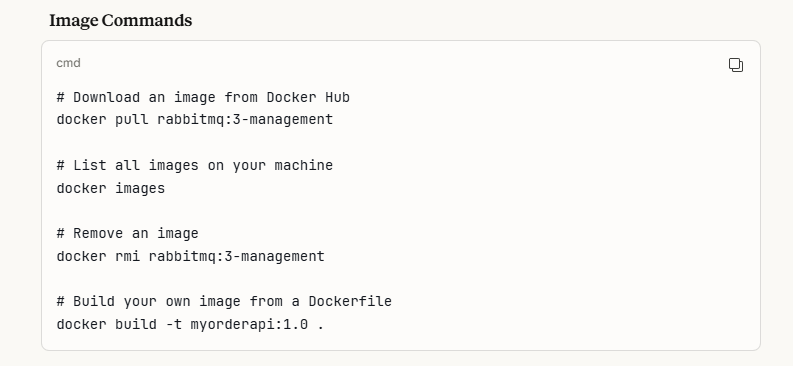 Image Commands
cmd
# Download an image from Docker Hub
docker pull rabbitmq:3-management
# List all images on your machine
docker images
# Remove an image
docker rmi rabbitmq:3-management
# Build your own image from a Dockerfile
docker build -t myorderapi:1.0 .